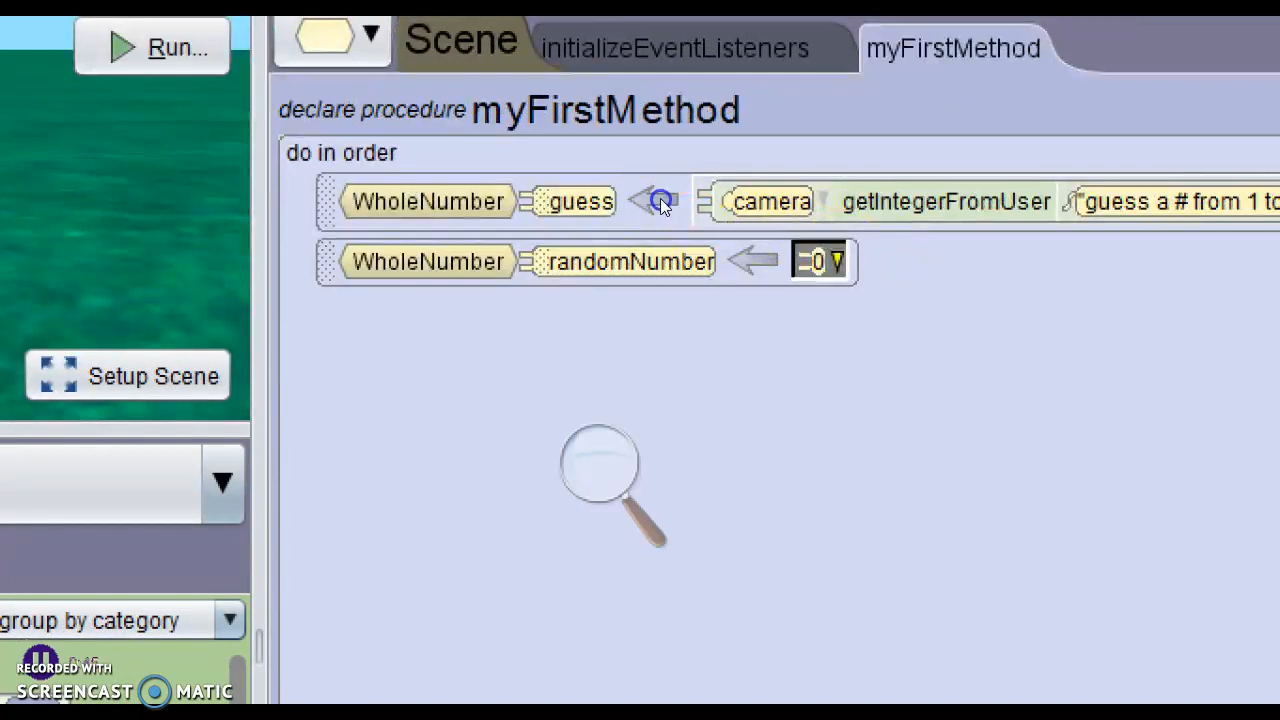 Run...
Scene initializeEventListeners myFirstMethod
declare procedure myFirstMethod
do in order
WholeNumber guess camera getIntegerFromUser "guess a # from 1 to
WholeNumber randomNumber 0
Setup Scene
group by category
RECORDED WITH
SCREENCAST MATIC